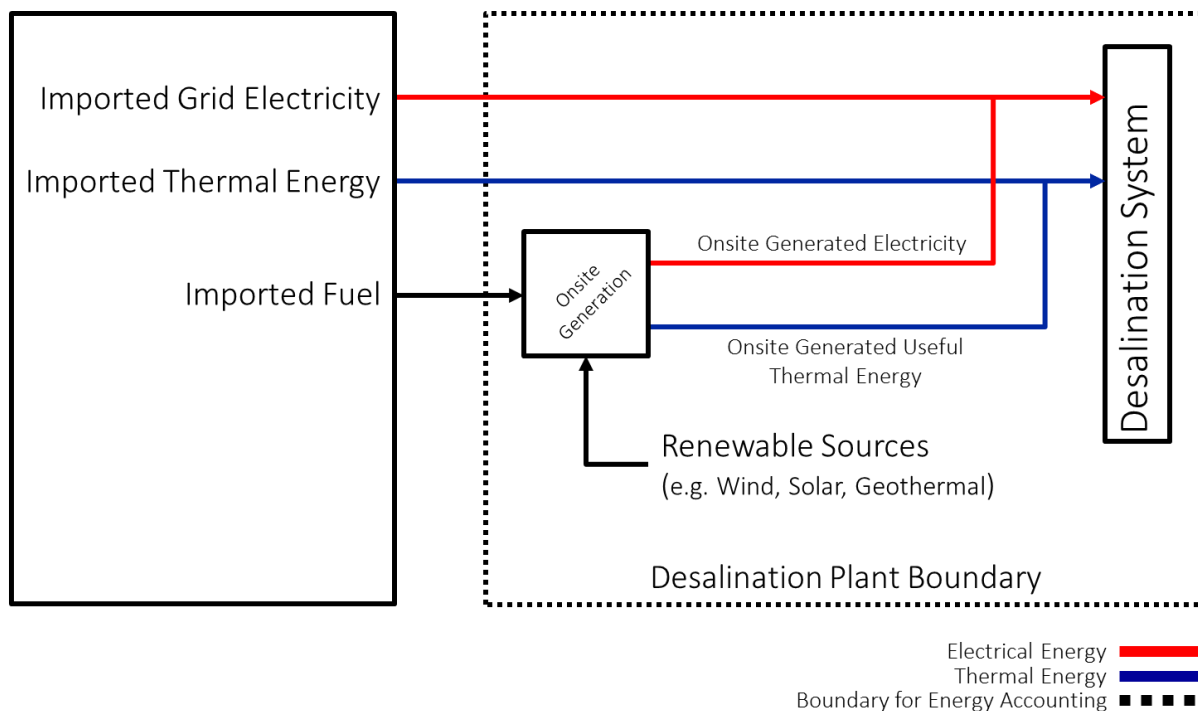 Imported Grid Electricity
Imported Thermal Energy
Imported Fuel
Onsite
Generation
Onsite Generated Electricity
Onsite Generated Useful
Thermal Energy
Renewable Sources
(e.g. Wind, Solar, Geothermal)
Desalination System
Desalination Plant Boundary
Electrical Energy
Thermal Energy
Boundary for Energy Accounting